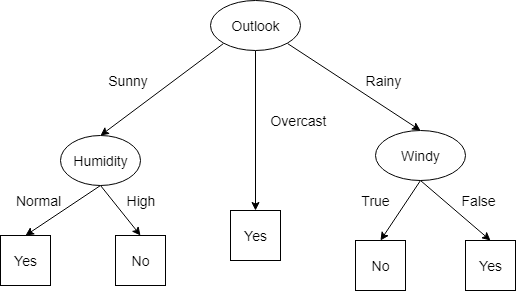 Outlook
Sunny
Rainy
Overcast
Humidity
Windy
Normal
High
True
False
Yes
Yes
No
No
Yes